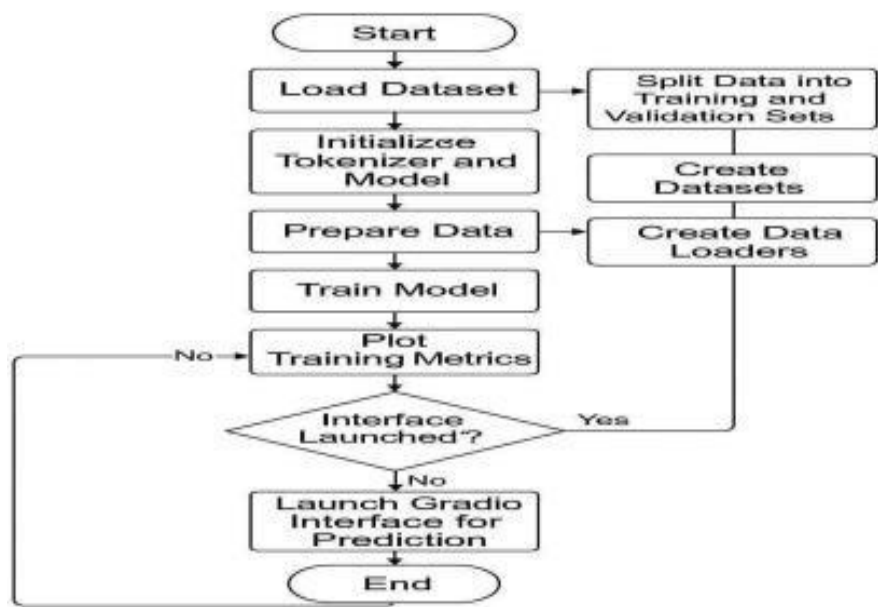 Start
Load Dataset
Split Data into
Training and
Validation Sets
Initializce
Tokenizer and
Model
Create
Datasets
Prepare Data
Create Data
Loaders
Train Model
Plot
Training Metrics
No
Interface
Launched"?
Yes
No
Launch Gradio
Interface for
Prediction
End